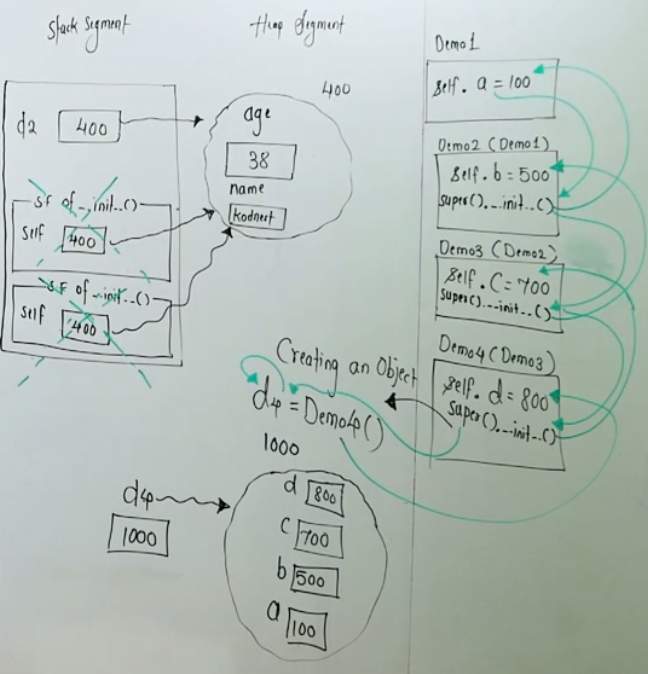 Stack Segment
Heap Segment
400
d2
400
age
38
name
kodnest
SF of __init__()
Self
400
SF of __init__()
Self
400
Demo1
self. a = 100
Demo2 (Demo1)
self. b = 500
super().__init__()
Demo3 (Demo2)
self. C = 700
super().__init__()
Demo4 (Demo3)
self. d = 800
super().__init__()
Creating an Object
d4 = Demo4()
1000
d4
1000
d 800
C 700
b 500
a 100